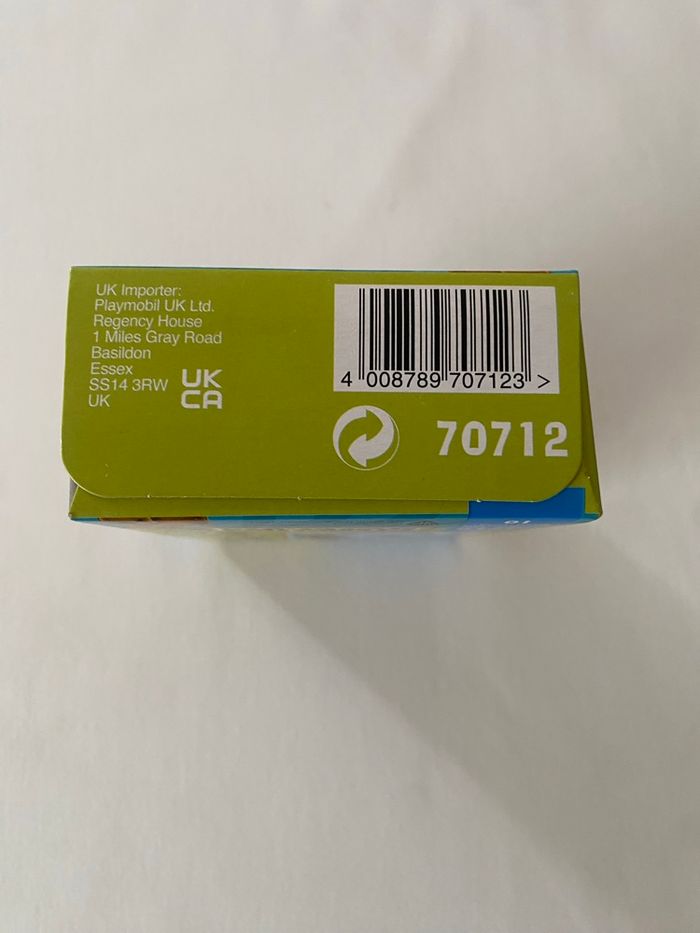 UK Importer:
Playmobil UK Ltd.
Regency House
1 Miles Gray Road
Basildon
Essex
SS14 3RW
UK
UK
CA
4 008789 707123 >
70712